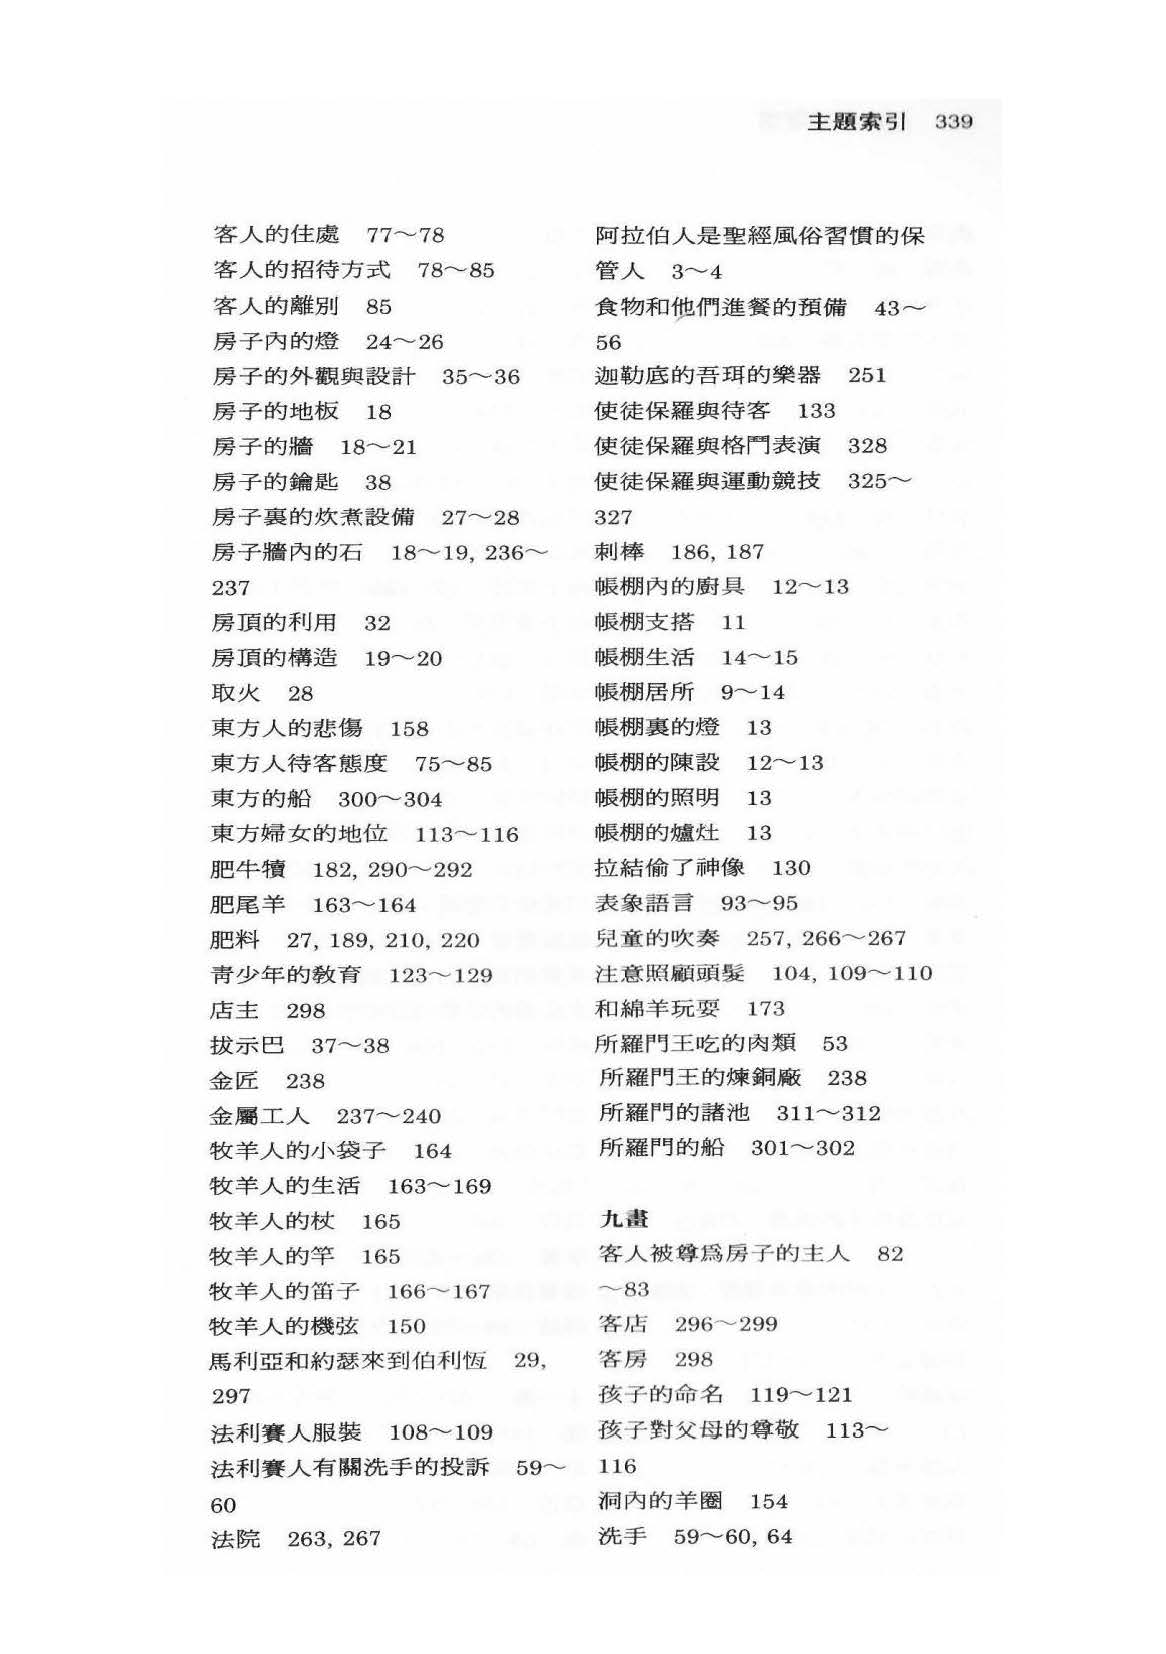 主題索引 339
客人的住處 77～78
客人的招待方式 78～85
客人的離別 85
房子內的燈 24～26
房子的外觀與設計 35～36
房子的地板 18
房子的牆 18～21
房子的鑰匙 38
房子裏的炊煮設備 27～28
房子牆內的石 18～19, 236～
237
房頂的利用 32
房頂的構造 19～20
取火 28
東方人的悲傷 158
東方人待客態度 75～85
東方的船 300～304
東方婦女的地位 113～116
肥牛犢 182, 290～292
肥尾羊 163～164
肥料 27, 189, 210, 220
青少年的教育 123～129
店主 298
拔示巴 37～38
金匠 238
金屬工人 237～240
牧羊人的小袋子 164
牧羊人的生活 163～169
牧羊人的杖 165
牧羊人的竿 165
牧羊人的笛子 166～167
牧羊人的機弦 150
馬利亞和約瑟來到伯利恆 29,
297
法利賽人服裝 108～109
法利賽人有關洗手的投訴 59～
60
法院 263, 267
阿拉伯人是聖經風俗習慣的保
管人 3～4
食物和他們進餐的預備 43～
56
迦勒底的吾珥的樂器 251
使徒保羅與待客 133
使徒保羅與格鬥表演 328
使徒保羅與運動競技 325～
327
刺棒 186, 187
帳棚內的廚具 12～13
帳棚支搭 11
帳棚生活 14～15
帳棚居所 9～14
帳棚裏的燈 13
帳棚的陳設 12～13
帳棚的照明 13
帳棚的爐灶 13
拉結偷了神像 130
表象語言 93～95
兒童的吹奏 257, 266～267
注意照顧頭髮 104, 109～110
和綿羊玩耍 173
所羅門王吃的肉類 53
所羅門王的煉銅廠 238
所羅門的諸池 311～312
所羅門的船 301～302
九畫
客人被尊爲房子的主人 82
～83
客店 296～299
客房 298
孩子的命名 119～121
孩子對父母的尊敬 113～
116
洞內的羊圈 154
洗手 59～60, 64